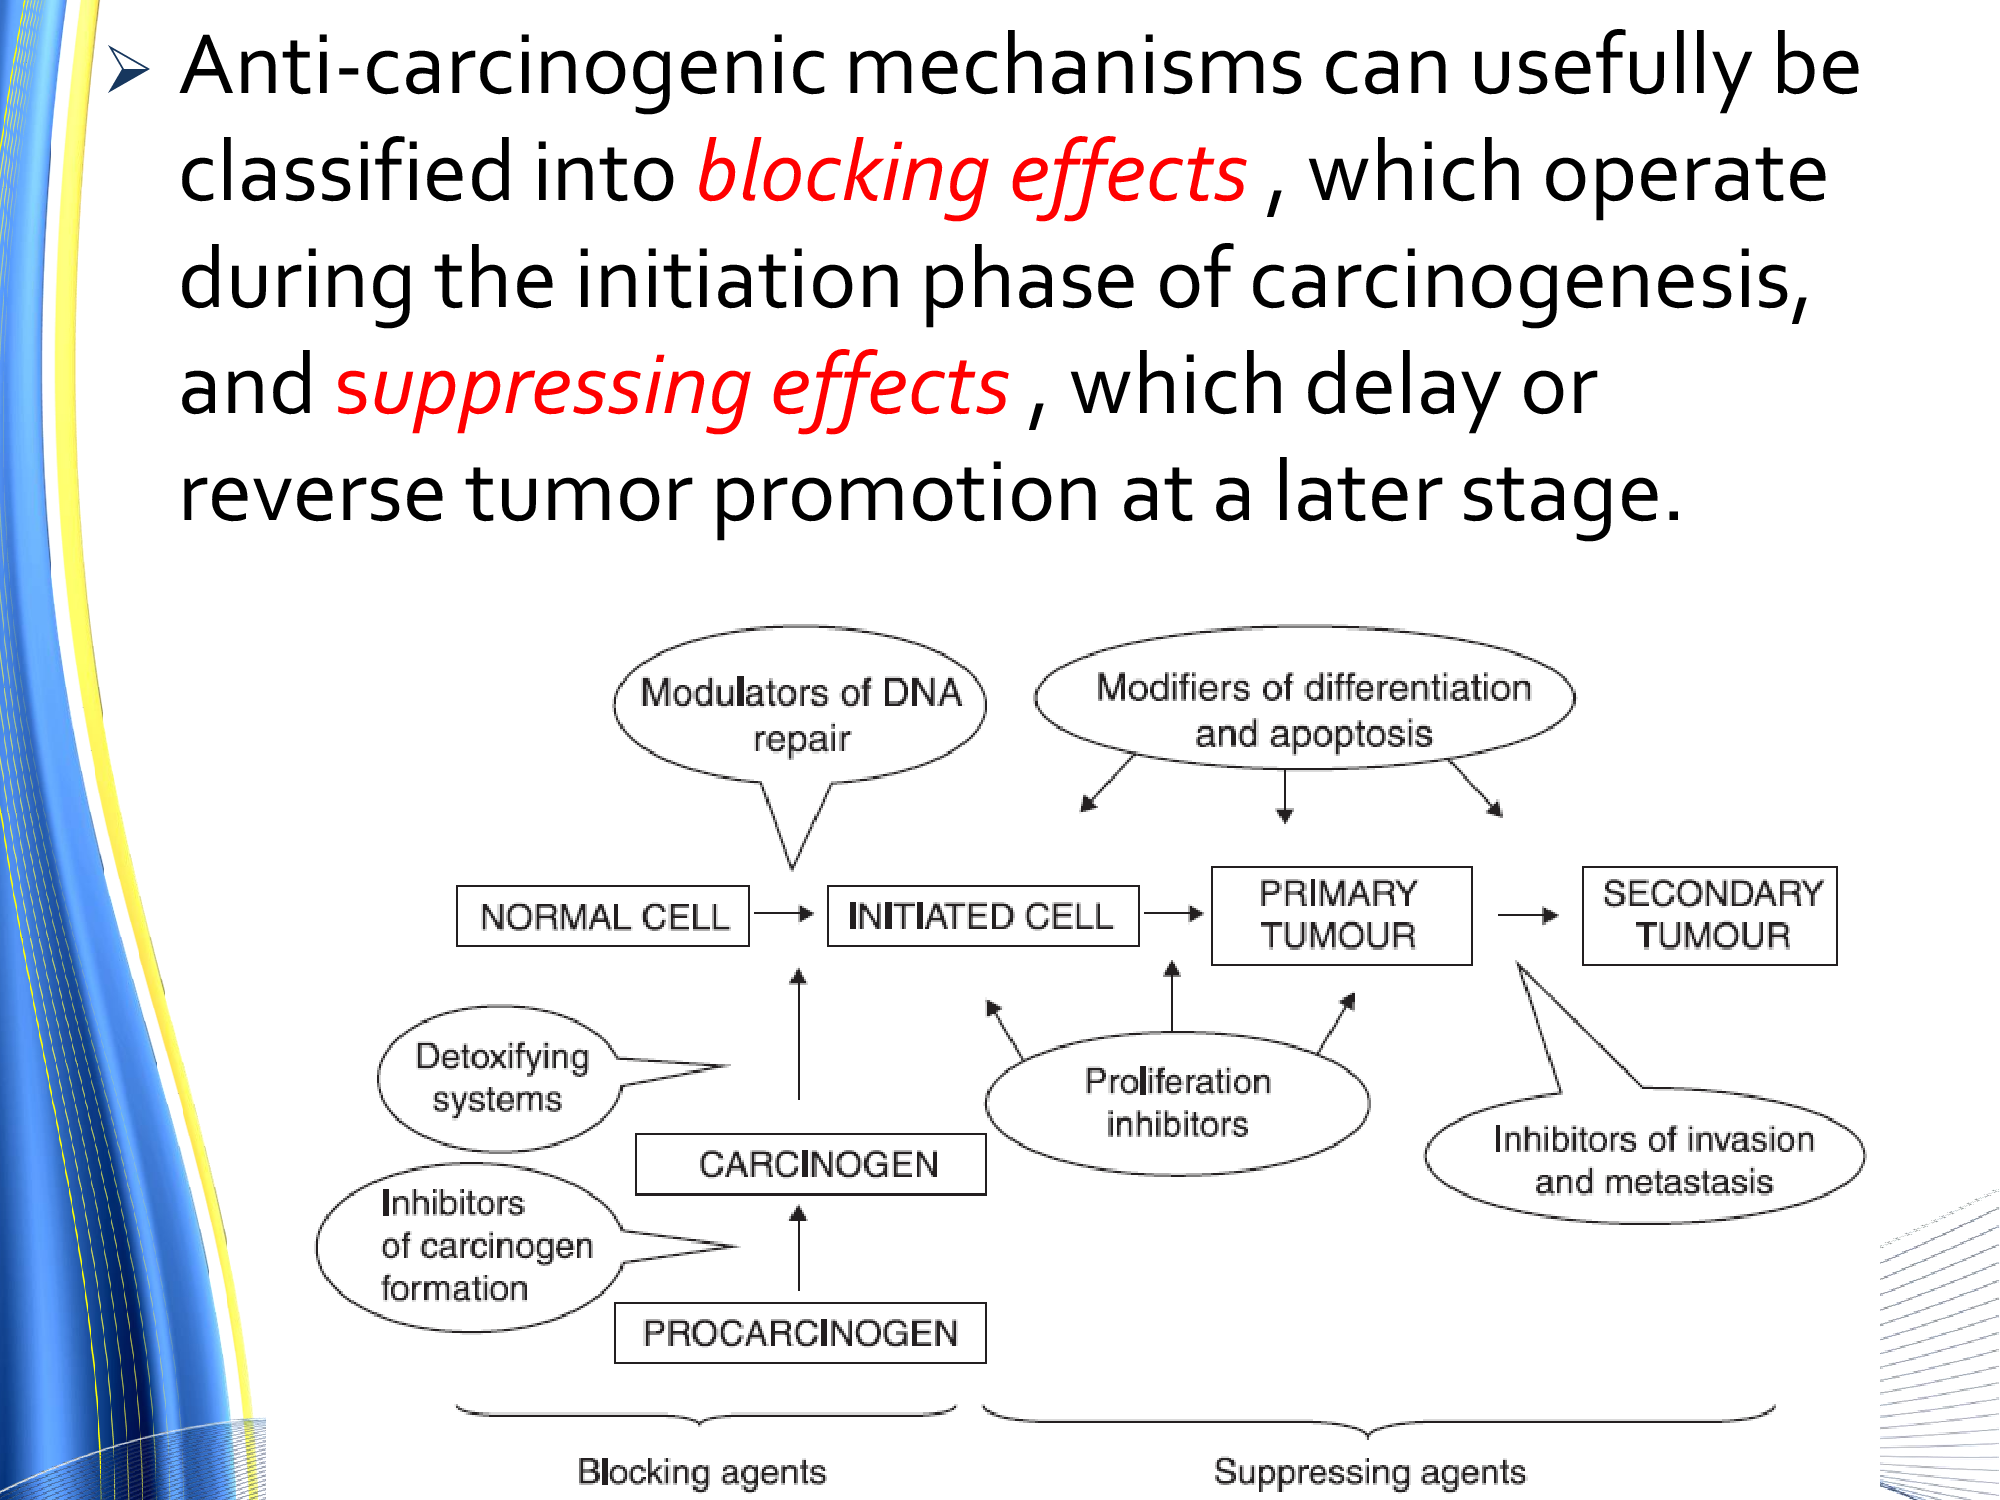 Anti-carcinogenic mechanisms can usefully be
classified into blocking effects , which operate
during the initiation phase of carcinogenesis,
and suppressing effects , which delay or
reverse tumor promotion at a later stage.
Modulators of DNA
repair
Modifiers of differentiation
and apoptosis
NORMAL CELL
INITIATED CELL
PRIMARY
TUMOUR
SECONDARY
TUMOUR
Detoxifying
systems
Proliferation
inhibitors
Inhibitors of invasion
and metastasis
CARCINOGEN
Inhibitors
of carcinogen
formation
PROCARCINOGEN
Blocking agents
Suppressing agents